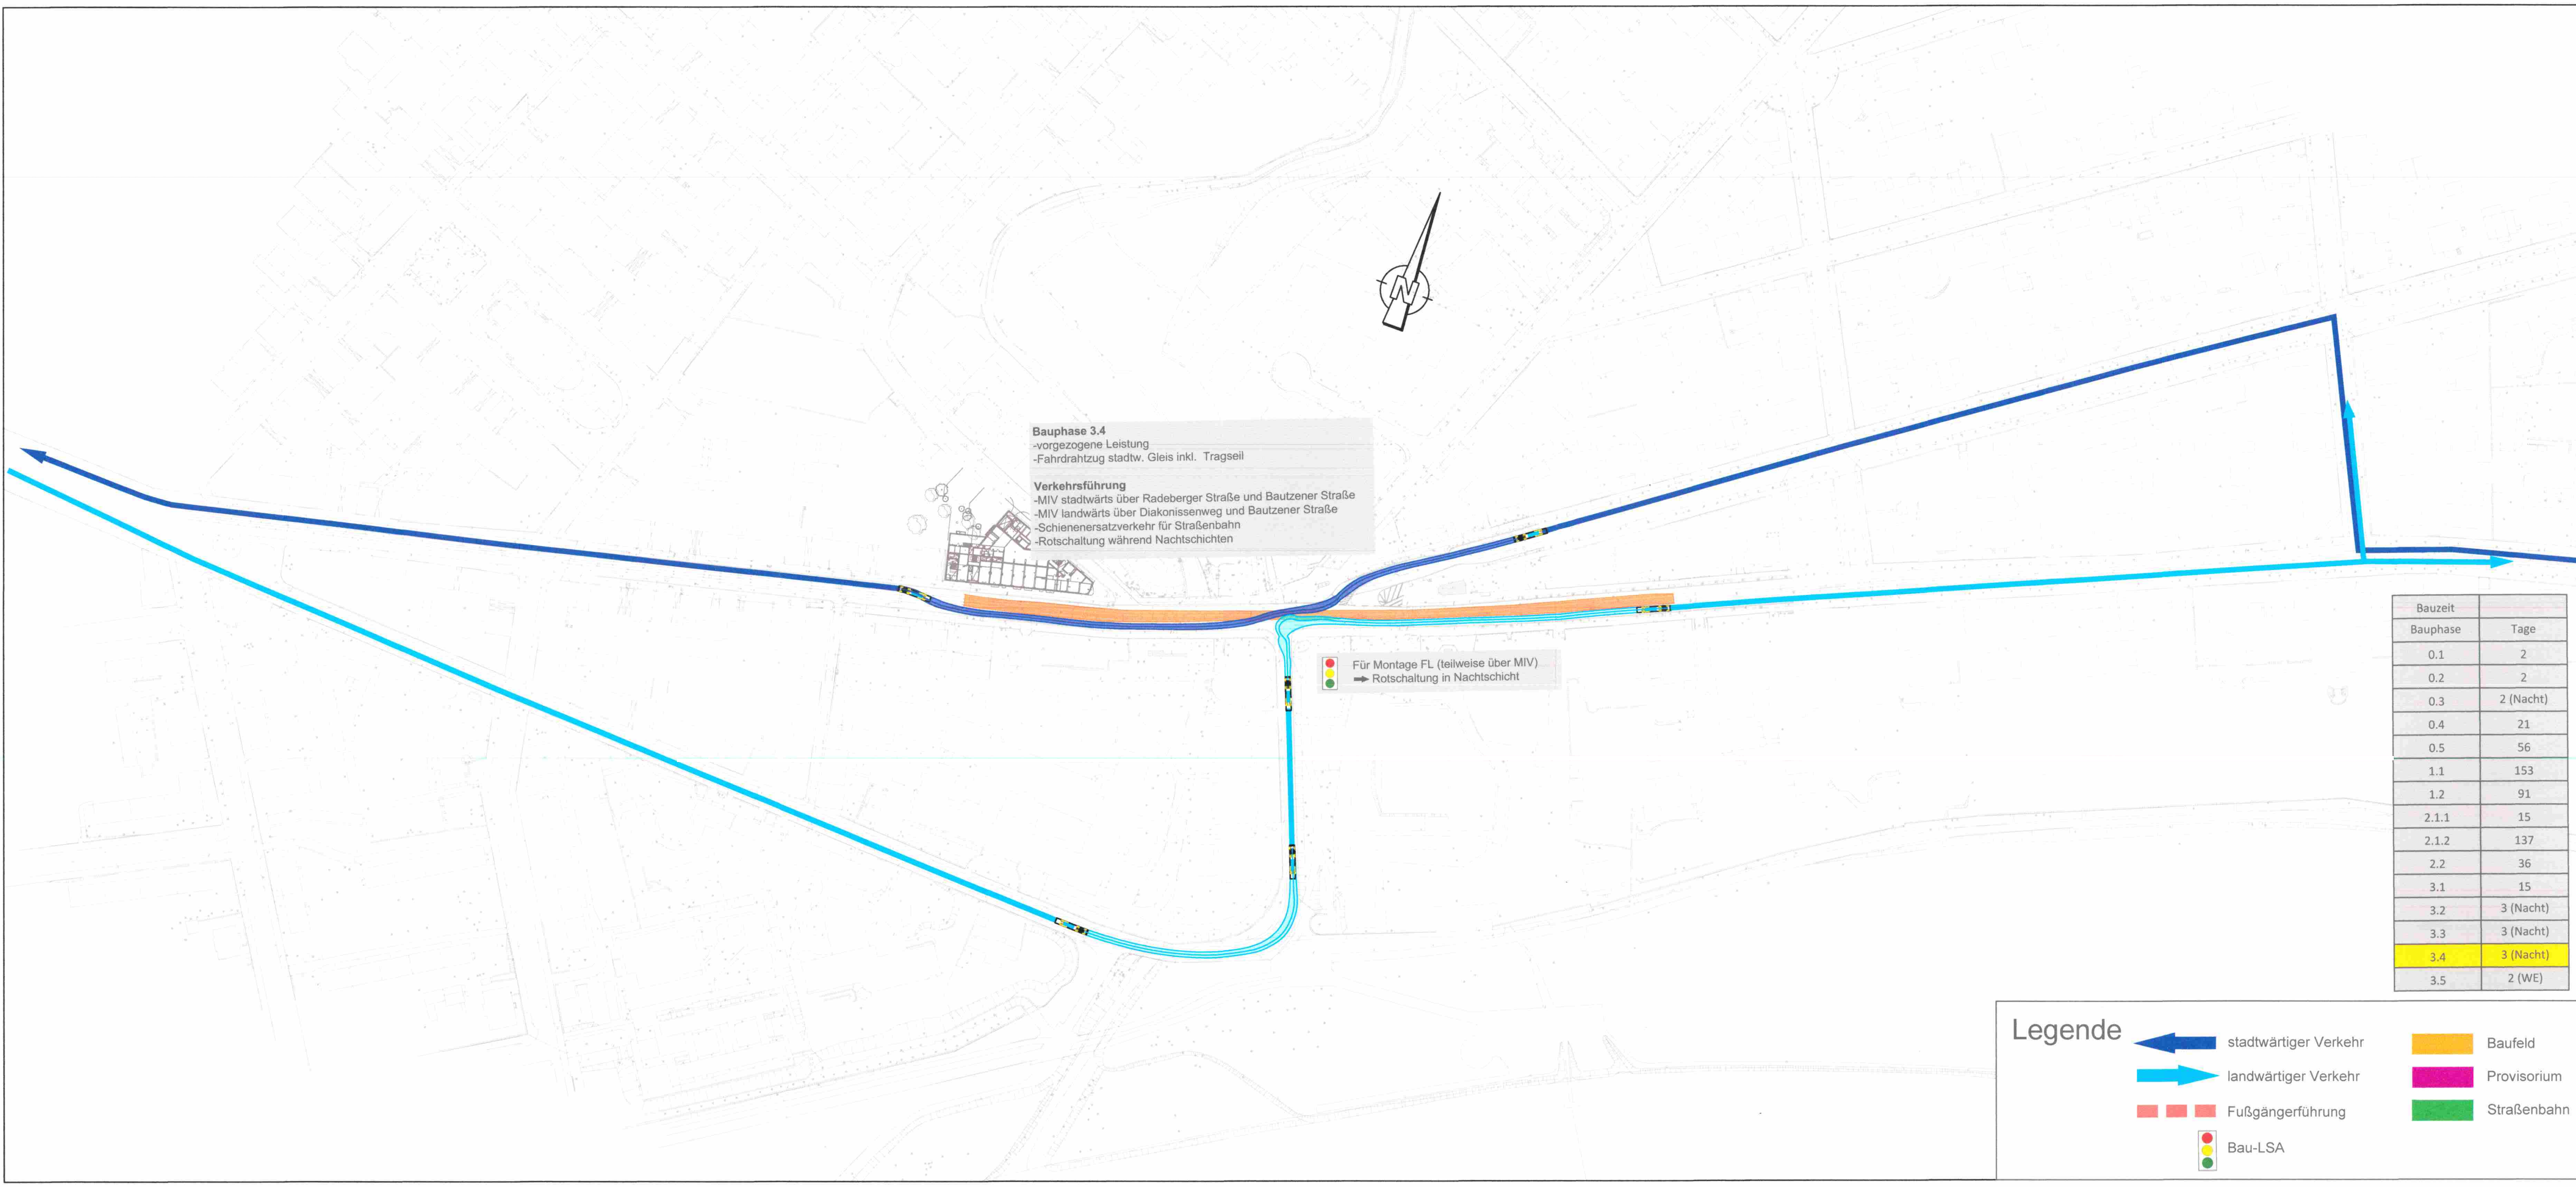 N
Bauphase 3.4
-vorgezogene Leistung
-Fahrdrahtzug stadtw. Gleis inkl. Tragseil
Verkehrsführung
-MIV stadtwärts über Radeberger Straße und Bautzener Straße
-MIV landwärts über Diakonissenweg und Bautzener Straße
-Schienenersatzverkehr für Straßenbahn
-Rotschaltung während Nachtschichten
Für Montage FL (teilweise über MIV)
Rotschaltung in Nachtschicht
Bauzeit
Bauphase Tage
0.1 2
0.2 2
0.3 2 (Nacht)
0.4 21
0.5 56
1.1 153
1.2 91
2.1.1 15
2.1.2 137
2.2 36
3.1 15
3.2 3 (Nacht)
3.3 3 (Nacht)
3.4 3 (Nacht)
3.5 2 (WE)
Legende
stadtwärtiger Verkehr
landwärtiger Verkehr
Fußgängerführung
Bau-LSA
Baufeld
Provisorium
Straßenbahn